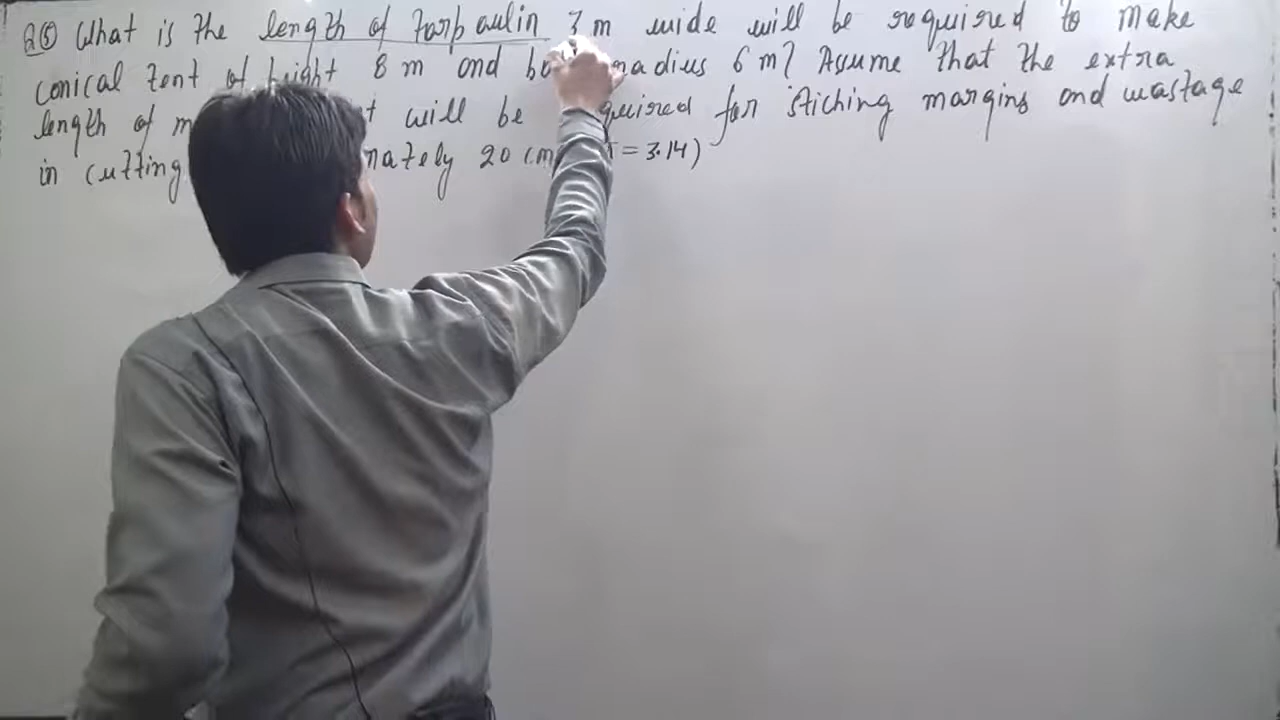 Q5 What is the length of tarpaulin 3 m wide will be required to make
conical tent of height 8 m and radius 6 m? Assume that the extra
length of will be required for stiching margins and wastage
in cutting 20 cm = 3.14)